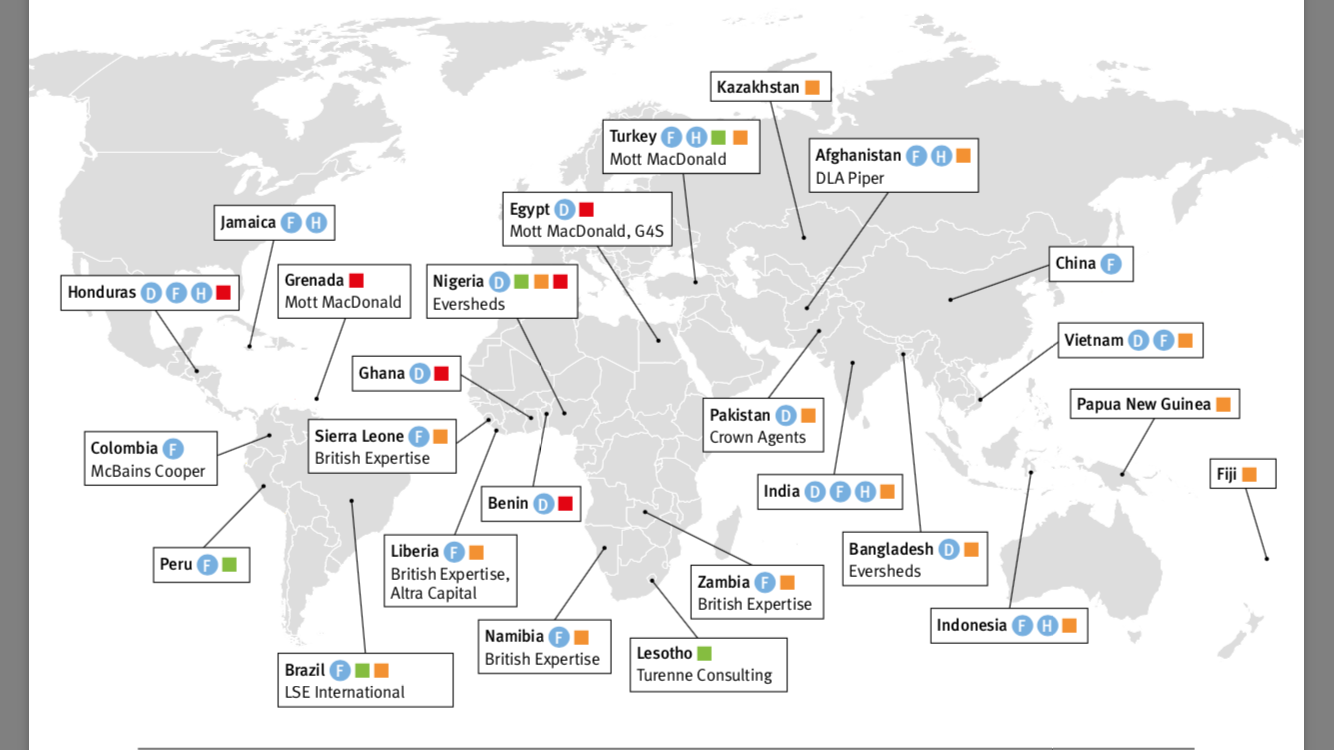 Kazakhstan
Turkey F H
Mott MacDonald
Afghanistan F H
DLA Piper
Egypt D
Mott MacDonald, G4S
Jamaica F H
China F
Honduras D F H
Grenada
Mott MacDonald
Nigeria D
Eversheds
Vietnam D F
Ghana D
Papua New Guinea
Pakistan D
Crown Agents
Colombia F
McBains Cooper
Sierra Leone F
British Expertise
Fiji
India D F H
Benin D
Peru F
Liberia F
British Expertise,
Altra Capital
Bangladesh D
Eversheds
Zambia F
British Expertise
Indonesia F H
Namibia F
British Expertise
Lesotho
Turenne Consulting
Brazil F
LSE International